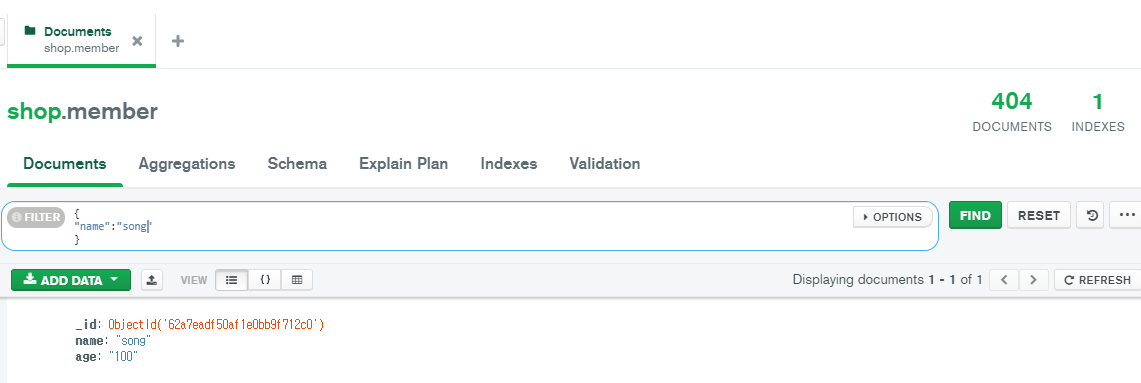 Documents
shop.member
shop.member
404
DOCUMENTS
1
INDEXES
Documents Aggregations Schema Explain Plan Indexes Validation
FILTER
{
"name":"song"
}
OPTIONS
FIND
RESET
ADD DATA
VIEW
{}
Displaying documents 1 - 1 of 1
REFRESH
_id: ObjectId('62a7eadf50af1e0bb9f712c0')
name: "song"
age: "100"